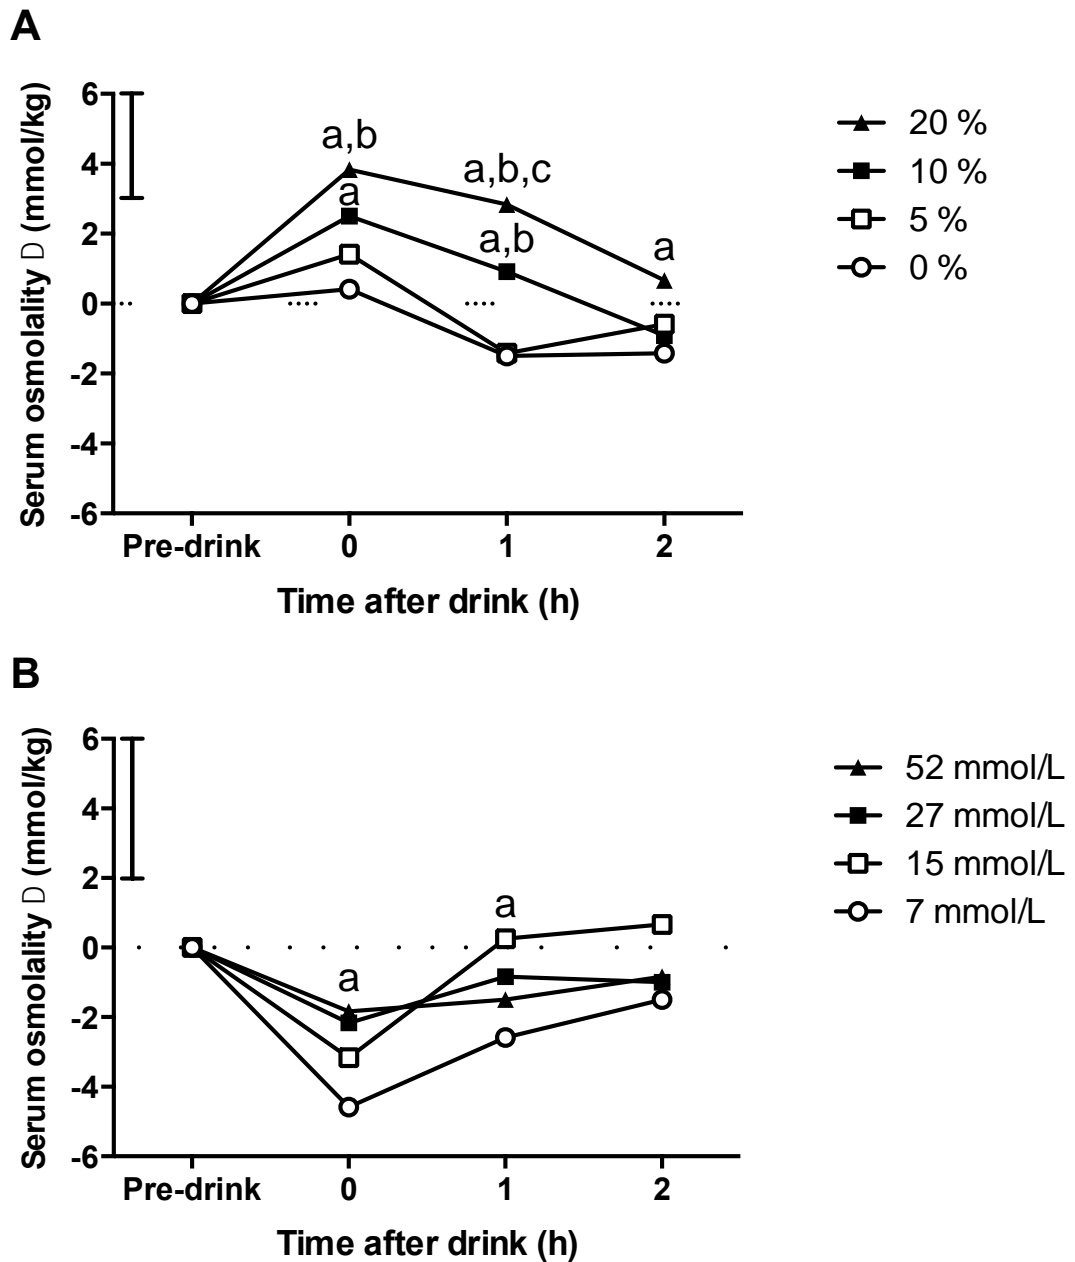 A
Serum osmolality D (mmol/kg)
6
4
2
0
-2
-4
-6
a,b
a
a,b,c
a,b
a
Pre-drink 0 1 2
Time after drink (h)
20 %
10 %
5 %
0 %
B
Serum osmolality D (mmol/kg)
6
4
2
0
-2
-4
-6
a
a
Pre-drink 0 1 2
Time after drink (h)
52 mmol/L
27 mmol/L
15 mmol/L
7 mmol/L